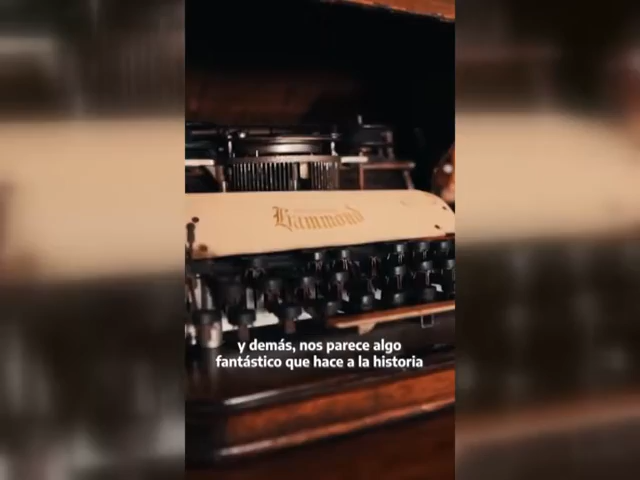 Hammond
y demás, nos parece algo
fantástico que hace a la historia